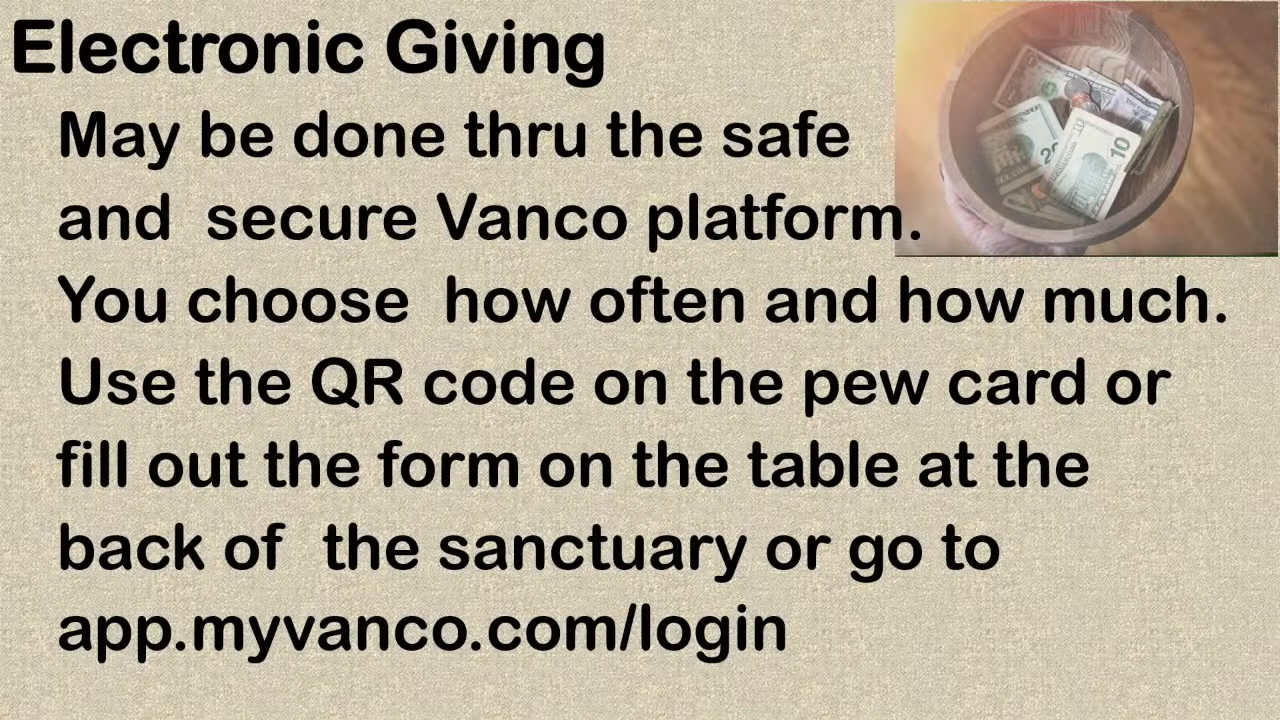 Electronic Giving
May be done thru the safe
and secure Vanco platform.
You choose how often and how much.
Use the QR code on the pew card or
fill out the form on the table at the
back of the sanctuary or go to
app.myvanco.com/login
20
10